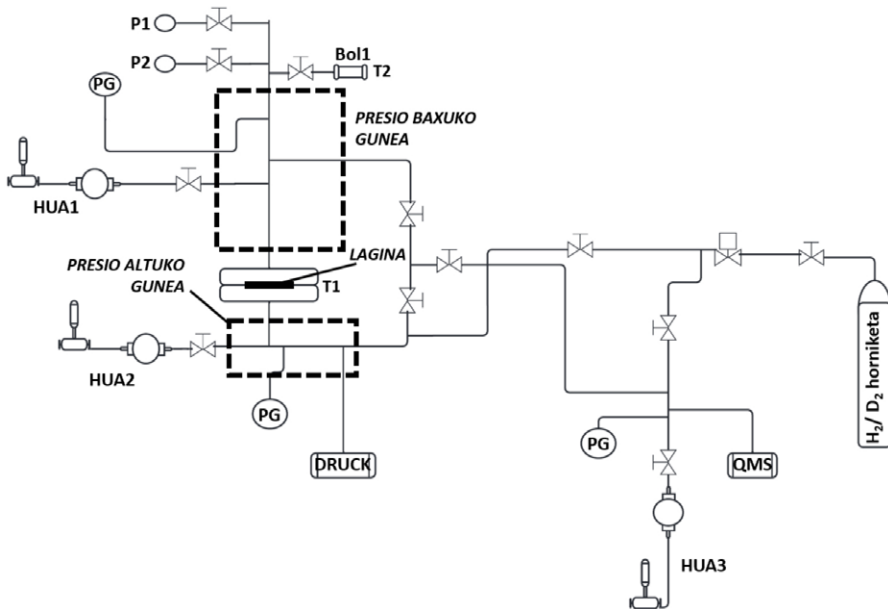 P1
P2
Bol1
T2
PG
PRESIO BAXUKO
GUNEA
HUA1
PRESIO ALTUKO
GUNEA
LAGINA
T1
HUA2
PG
DRUCK
PG
QMS
HUA3
H₂/ D₂ horniketa